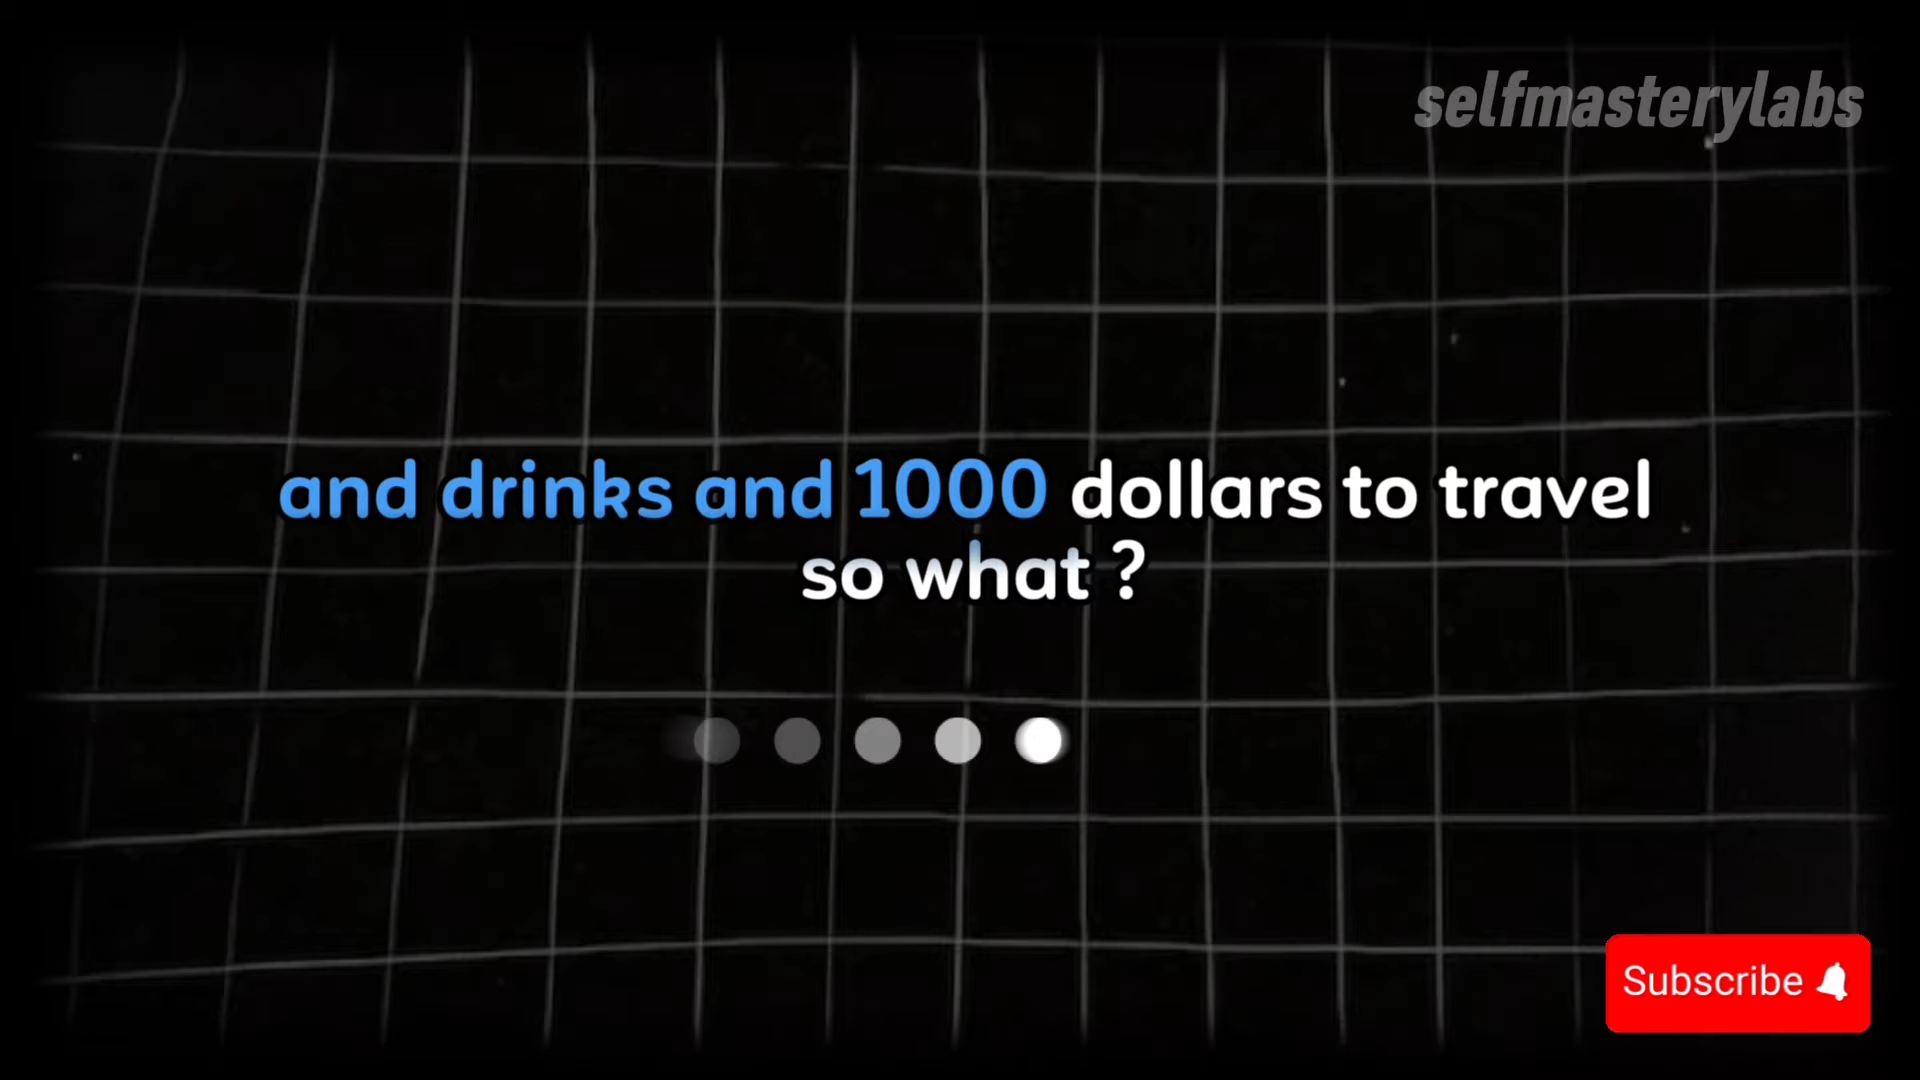 selfmasterylabs
and drinks and 1000 dollars to travel
so what ?
Subscribe